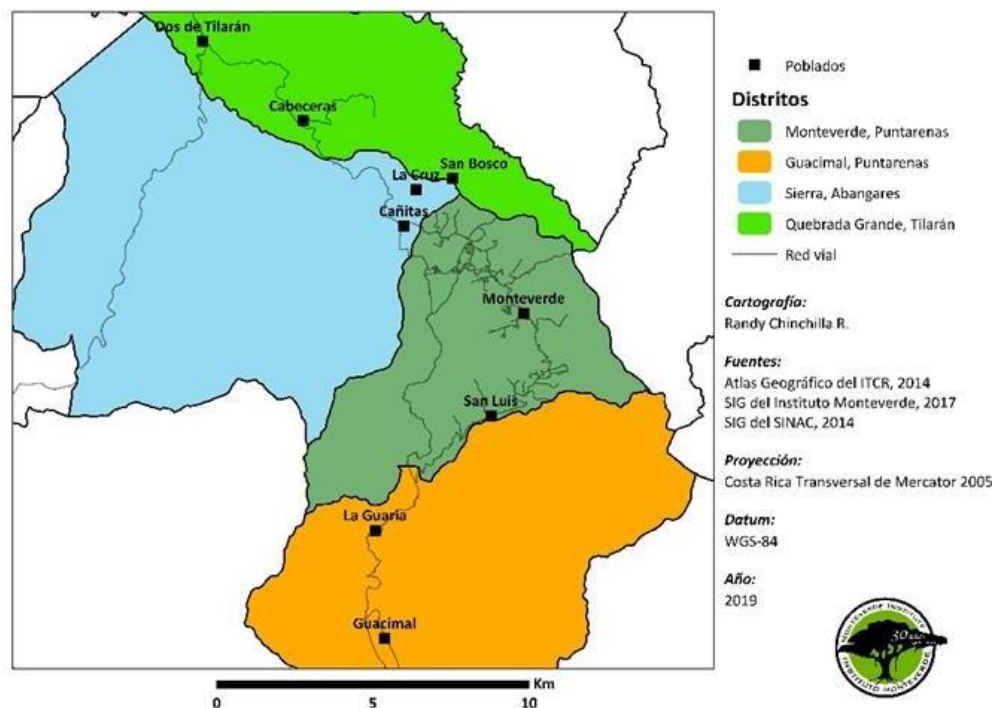 Dos de Tilarán
Cabeceras
San Bosco
La Cruz
Cañitas
Monteverde
San Luis
La Guaria
Guacimal
Km
0 5 10
Poblados
Distritos
Monteverde, Puntarenas
Guacimal, Puntarenas
Sierra, Abangares
Quebrada Grande, Tilarán
Red vial
Cartografía:
Randy Chinchilla R.
Fuentes:
Atlas Geográfico del ITCR, 2014
SIG del Instituto Monteverde, 2017
SIG del SINAC, 2014
Proyección:
Costa Rica Transversal de Mercator 2005
Datum:
WGS-84
Año:
2019
MONTEVERDE INSTITUTE
INSTITUTO MONTEVERDE